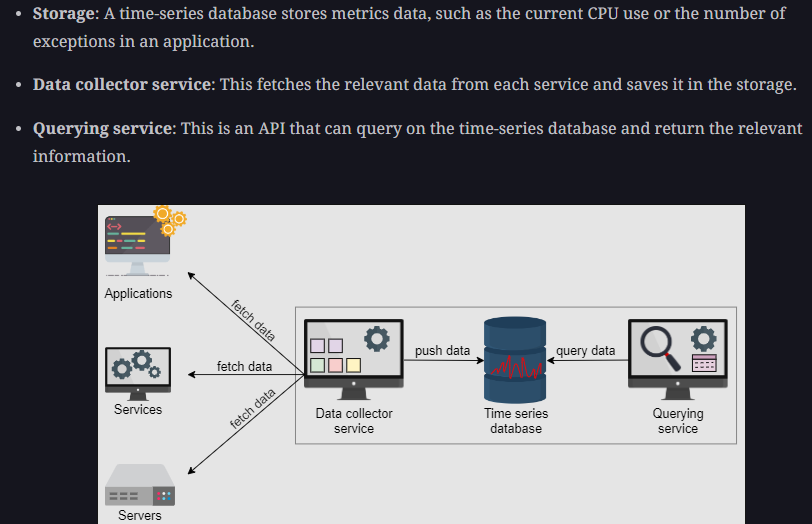 • Storage: A time-series database stores metrics data, such as the current CPU use or the number of
exceptions in an application.
• Data collector service: This fetches the relevant data from each service and saves it in the storage.
• Querying service: This is an API that can query on the time-series database and return the relevant
information.
Applications
fetch data
fetch data
fetch data
push data
query data
Services
Data collector
service
Time series
database
Querying
service
Servers